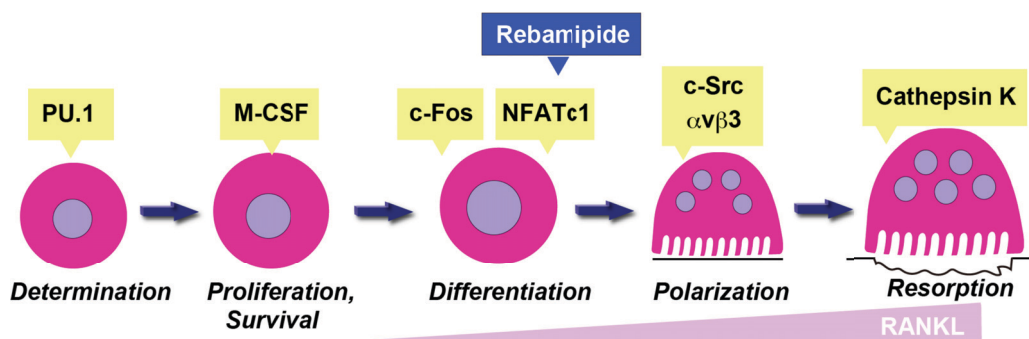 Rebamipide
PU.1
M-CSF
c-Fos
NFATc1
c-Src
αvβ3
Cathepsin K
Determination
Proliferation,
Survival
Differentiation
Polarization
Resorption
RANKL